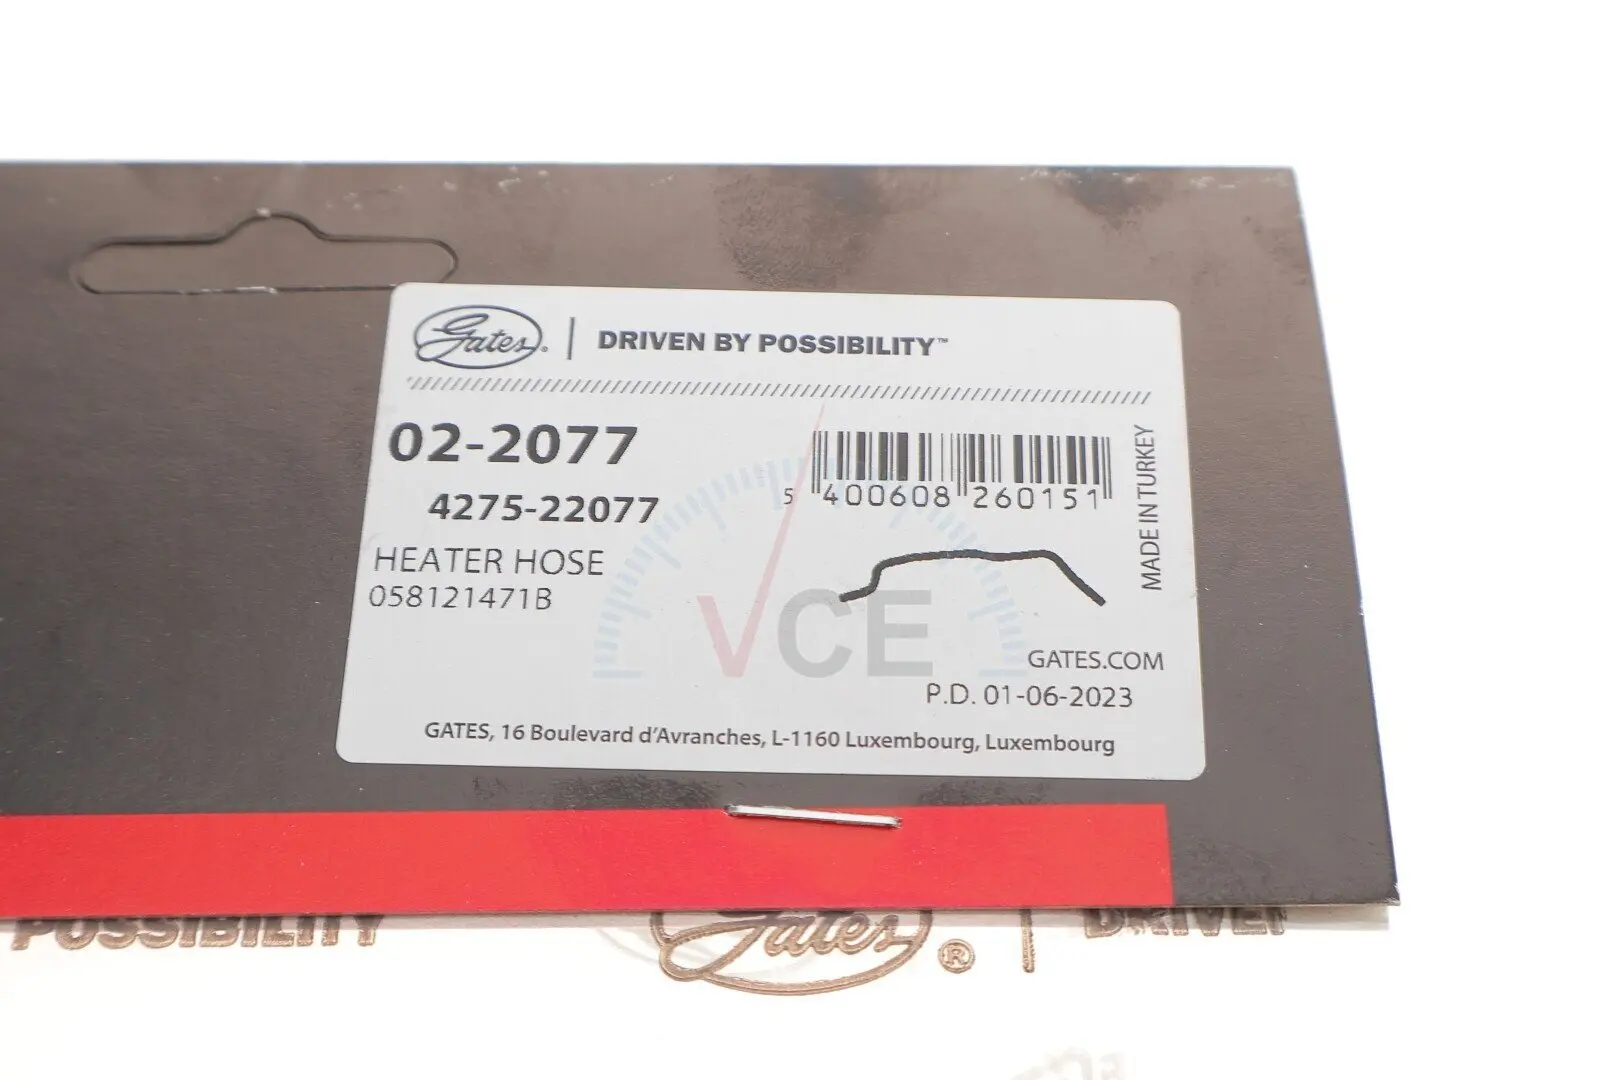 Gates® | DRIVEN BY POSSIBILITY™
02-2077
4275-22077
HEATER HOSE
058121471B
5 400608 260151
MADE IN TURKEY
VCE
GATES.COM
P.D. 01-06-2023
GATES, 16 Boulevard d'Avranches, L-1160 Luxembourg, Luxembourg
POSSIBILITY Gates® | DRIVEN